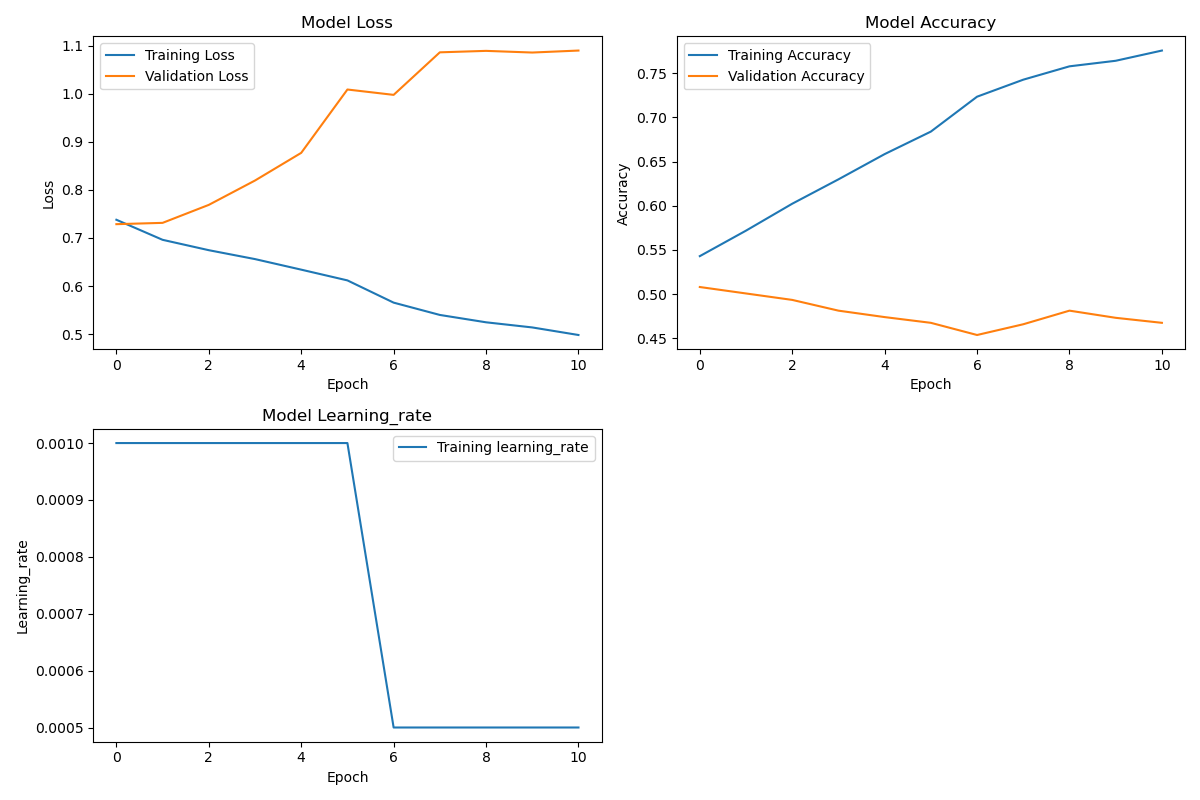 Model Loss
Training Loss
Validation Loss
1.1
1.0
0.9
0.8
0.7
0.6
0.5
Loss
0 2 4 6 8 10
Epoch
Model Accuracy
Training Accuracy
Validation Accuracy
0.75
0.70
0.65
0.60
0.55
0.50
0.45
Accuracy
0 2 4 6 8 10
Epoch
Model Learning_rate
Training learning_rate
0.0010
0.0009
0.0008
0.0007
0.0006
0.0005
Learning_rate
0 2 4 6 8 10
Epoch